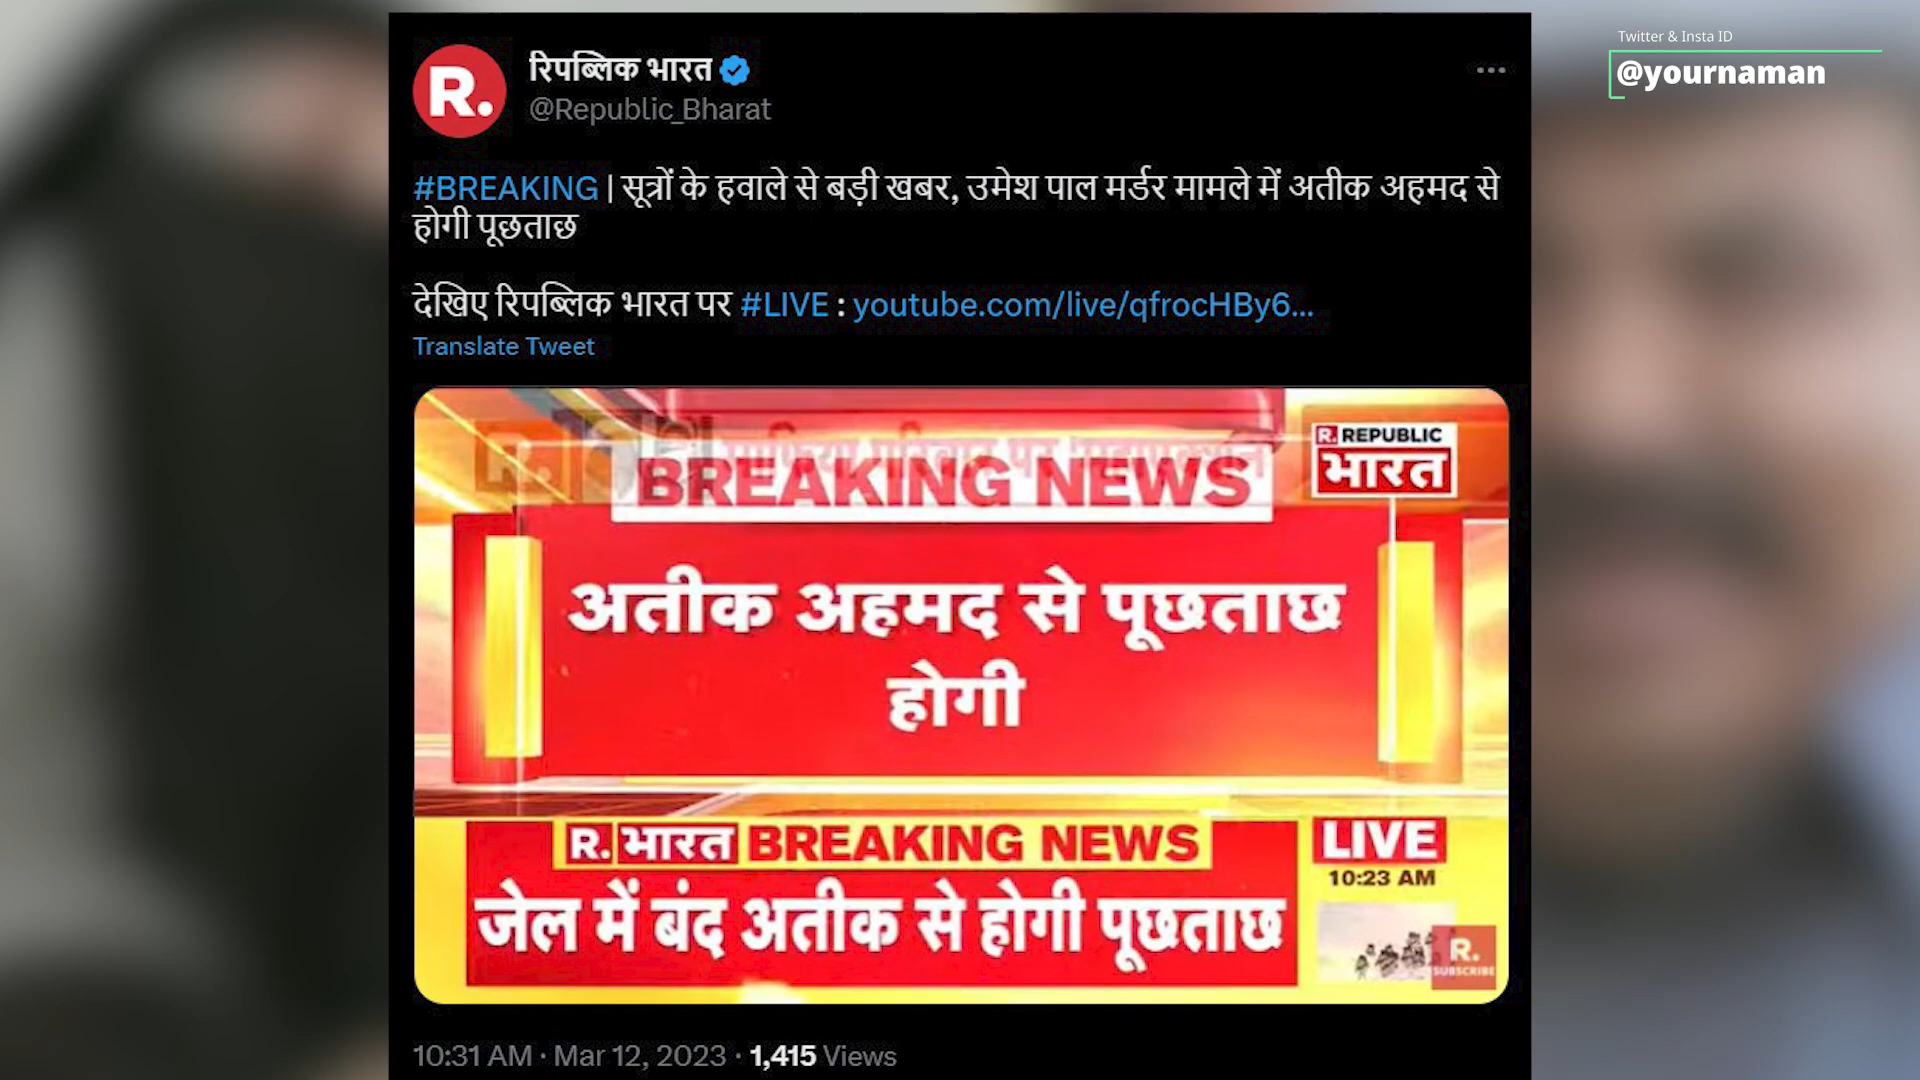 Twitter & Insta ID
@yournaman
R.
रिपब्लिक भारत
@Republic_Bharat
#BREAKING | सूत्रों के हवाले से बड़ी खबर, उमेश पाल मर्डर मामले में अतीक अहमद से
होगी पूछताछ
देखिए रिपब्लिक भारत पर #LIVE : youtube.com/live/qfrocHBy6...
Translate Tweet
R. REPUBLIC
भारत
BREAKING NEWS
अतीक अहमद से पूछताछ
होगी
R. भारत BREAKING NEWS
LIVE
10:23 AM
जेल में बंद अतीक से होगी पूछताछ
R.
SUBSCRIBE
10:31 AM · Mar 12, 2023 · 1,415 Views